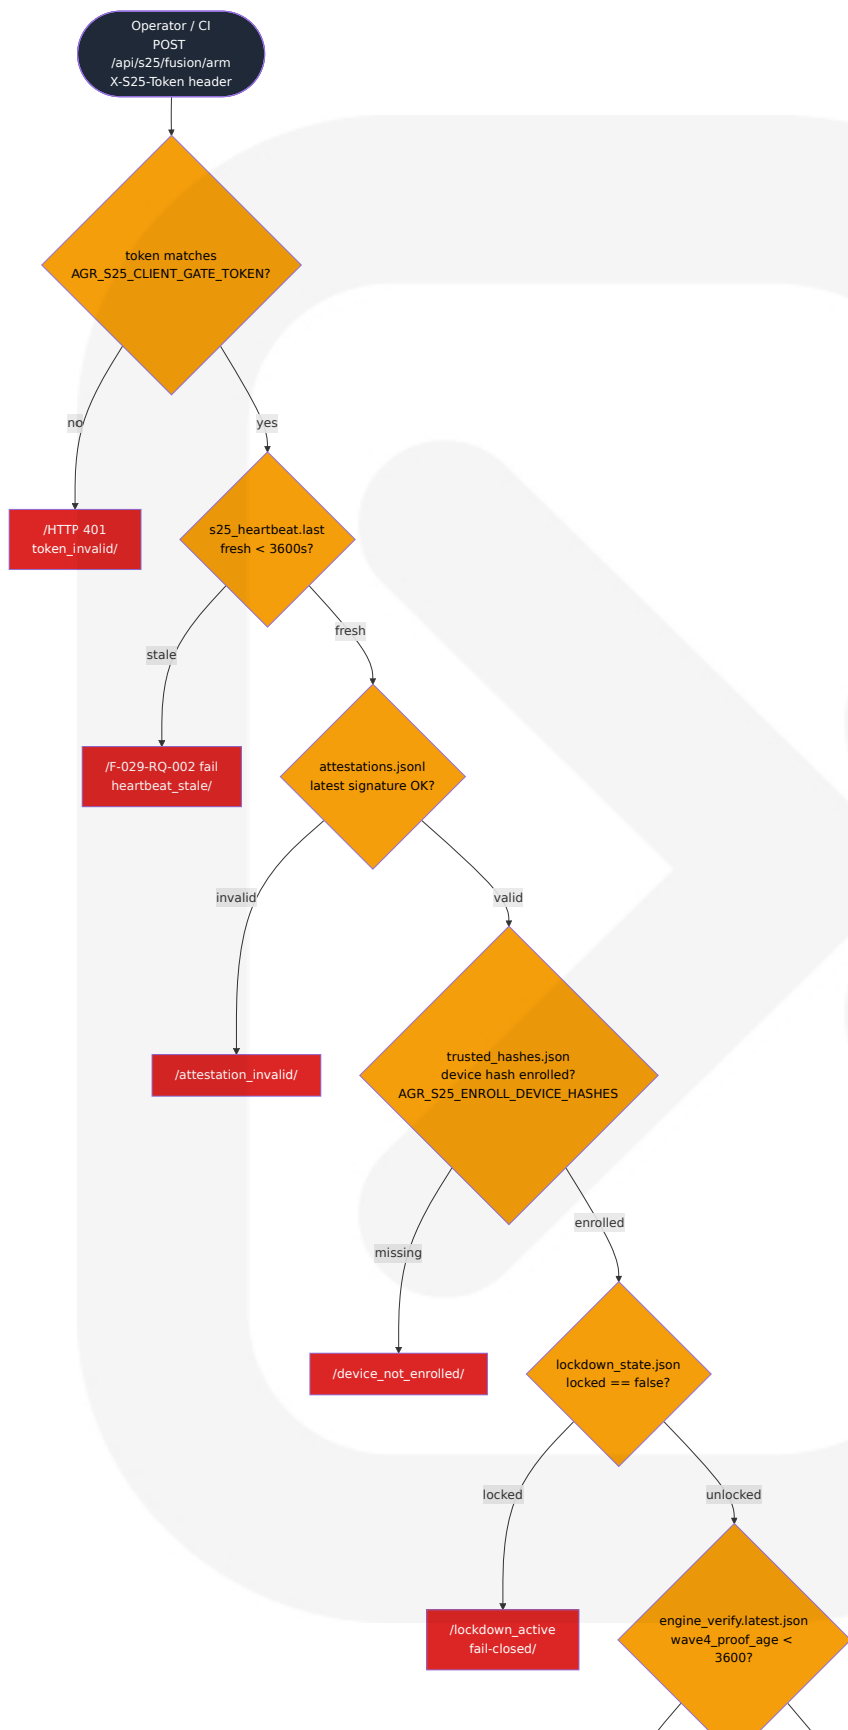 Operator / CI
POST
/api/s25/fusion/arm
X-S25-Token header
token matches
AGR_S25_CLIENT_GATE_TOKEN?
no
yes
/HTTP 401
token_invalid/
s25_heartbeat.last
fresh < 3600s?
stale
fresh
/F-029-RQ-002 fail
heartbeat_stale/
attestations.jsonl
latest signature OK?
invalid
valid
/attestation_invalid/
trusted_hashes.json
device hash enrolled?
AGR_S25_ENROLL_DEVICE_HASHES
missing
enrolled
/device_not_enrolled/
lockdown_state.json
locked == false?
locked
unlocked
/lockdown_active
fail-closed/
engine_verify.latest.json
wave4_proof_age <
3600?